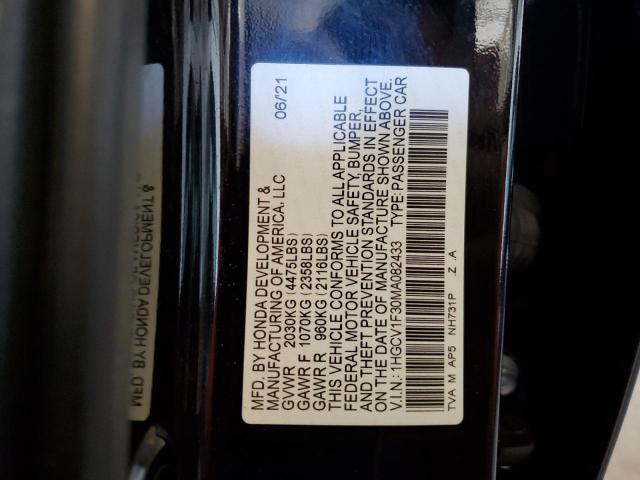 MFD. BY HONDA DEVELOPMENT &
MANUFACTURING OF AMERICA, LLC 06/21
GVWR 2030KG (4475LBS)
GAWR F 1070KG (2358LBS)
GAWR R 960KG (2116LBS)
THIS VEHICLE CONFORMS TO ALL APPLICABLE
FEDERAL MOTOR VEHICLE SAFETY, BUMPER,
AND THEFT PREVENTION STANDARDS IN EFFECT
ON THE DATE OF MANUFACTURE SHOWN ABOVE.
V.I.N.: 1HGCV1F30MA082433 TYPE: PASSENGER CAR
TVA M AP5 NH731P Z A
MFD. BY HONDA DEVELOPMENT &